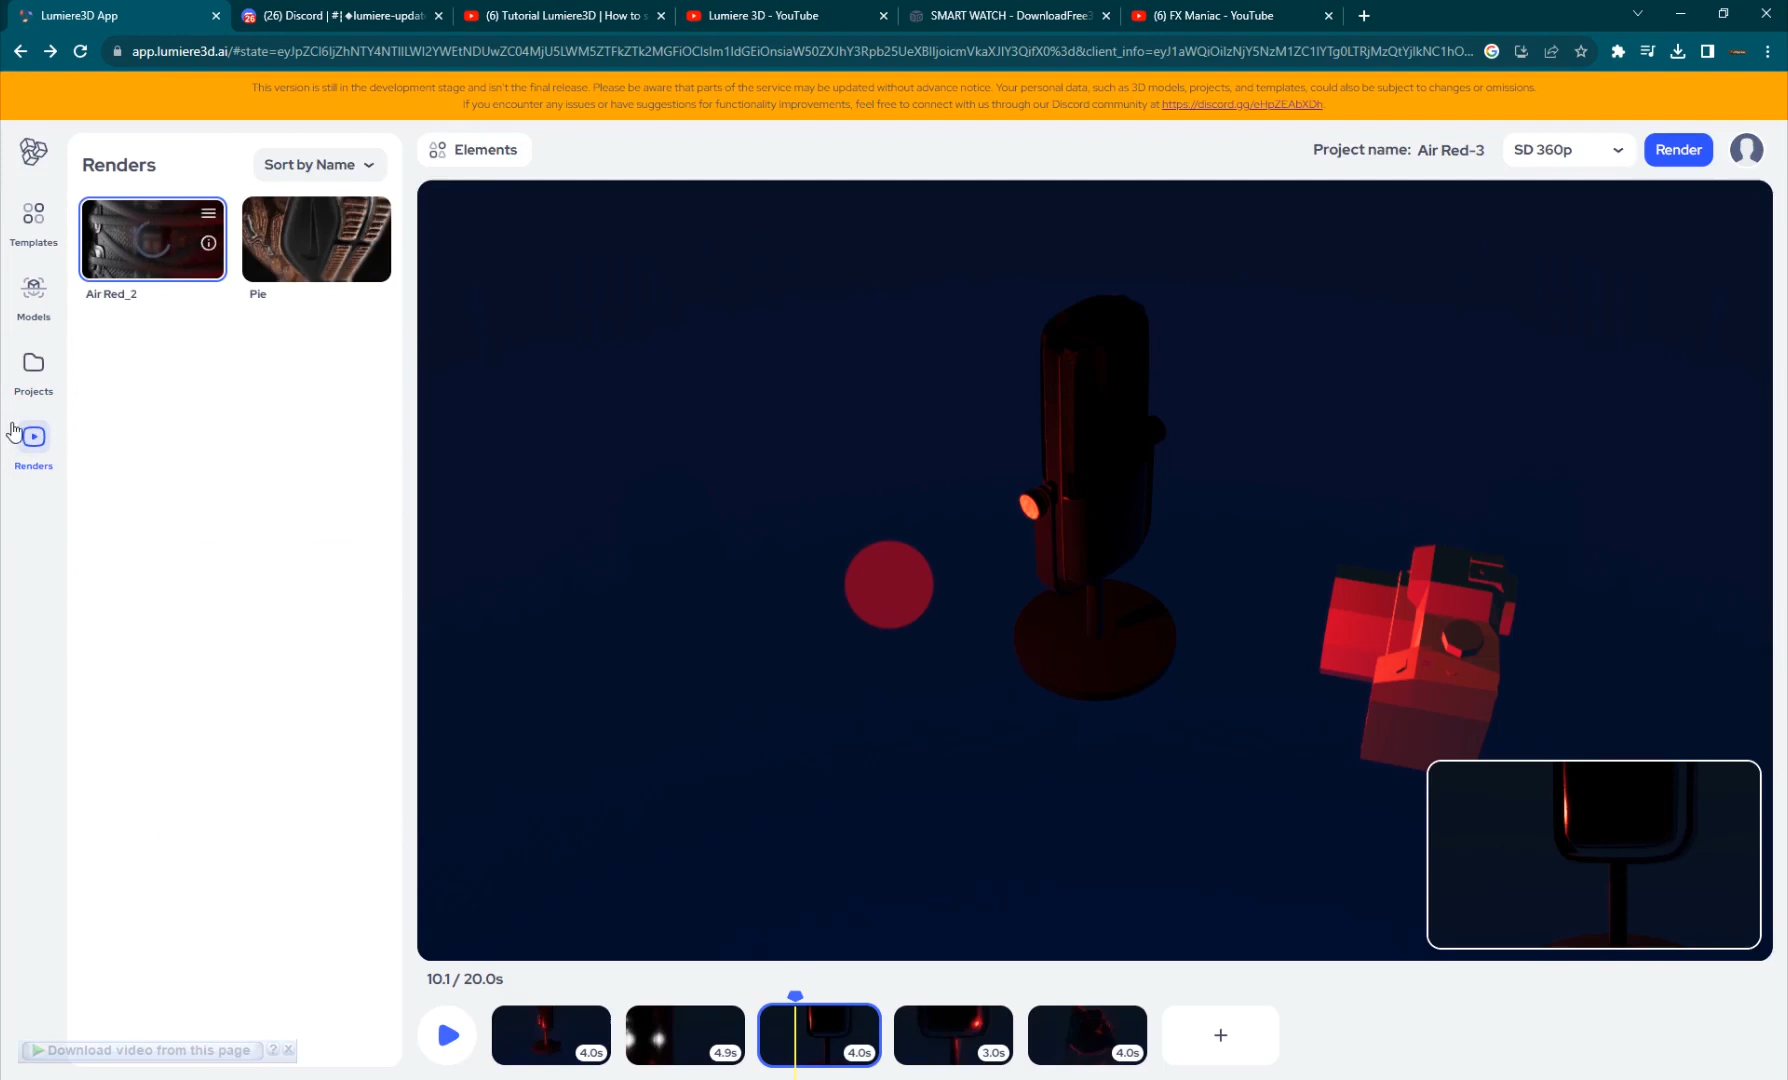 Lumiere3D App
(26) Discord | #¦◆lumiere-updat
(6) Tutorial Lumiere3D | How to s
Lumiere 3D - YouTube
SMART WATCH - DownloadFree3
(6) FX Maniac - YouTube
This version is still in the development stage and isn't the final release. Please be aware that parts of the service may be updated without advance notice. Your personal data, such as 3D models, projects, and templates, could also be subject to changes or omissions.
If you encounter any issues or have suggestions for functionality improvements, feel free to connect with us through our Discord community at https://discord.gg/eHpZEAbXDh.
Renders
Sort by Name
Elements
Project name: Air Red-3
SD 360p
Render
Templates
Models
Projects
Renders
Air Red_2
Pie
10.1 / 20.0s
4.0s
4.9s
4.0s
3.0s
4.0s
+
Download video from this page ? X